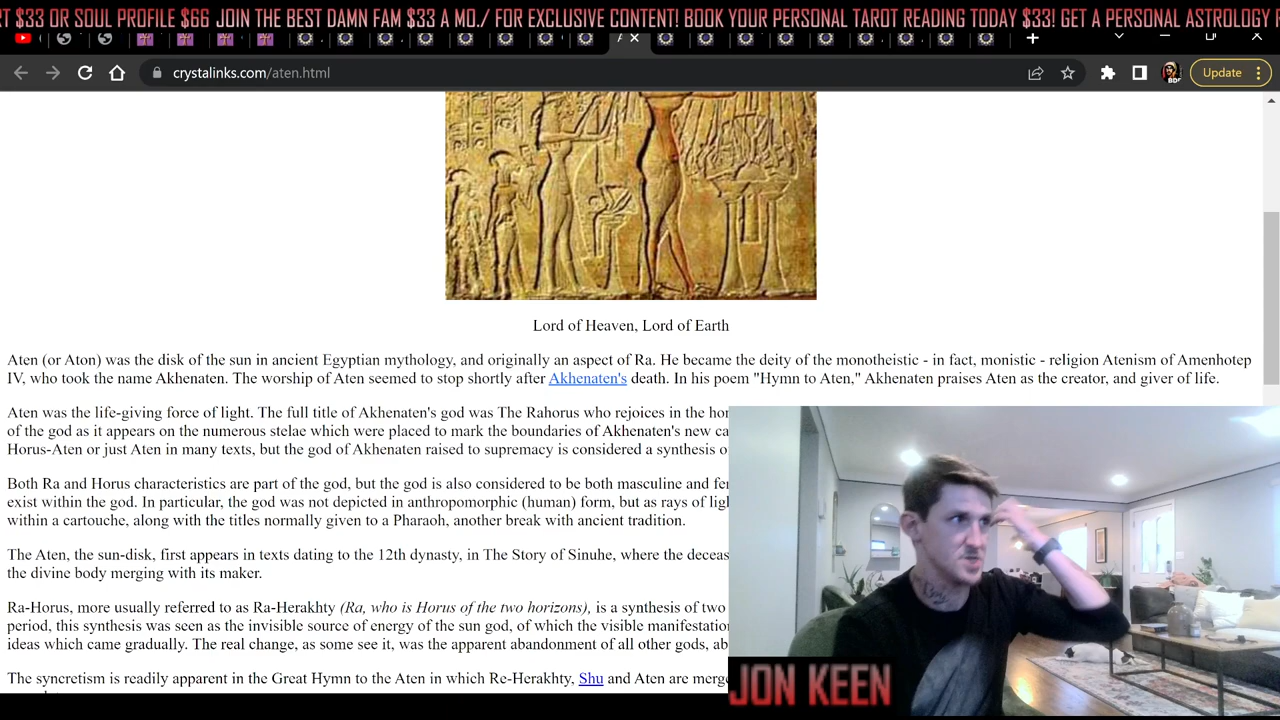 RT $33 OR SOUL PROFILE $66 JOIN THE BEST DAMN FAM $33 A MO./ FOR EXCLUSIVE CONTENT! BOOK YOUR PERSONAL TAROT READING TODAY $33! GET A PERSONAL ASTROLOGY
crystalinks.com/aten.html
Update
Lord of Heaven, Lord of Earth
Aten (or Aton) was the disk of the sun in ancient Egyptian mythology, and originally an aspect of Ra. He became the deity of the monotheistic - in fact, monistic - religion Atenism of Amenhotep
IV, who took the name Akhenaten. The worship of Aten seemed to stop shortly after Akhenaten's death. In his poem "Hymn to Aten," Akhenaten praises Aten as the creator, and giver of life.
Aten was the life-giving force of light. The full title of Akhenaten's god was The Rahorus who rejoices in the hor
of the god as it appears on the numerous stelae which were placed to mark the boundaries of Akhenaten's new ca
Horus-Aten or just Aten in many texts, but the god of Akhenaten raised to supremacy is considered a synthesis o
Both Ra and Horus characteristics are part of the god, but the god is also considered to be both masculine and fe
exist within the god. In particular, the god was not depicted in anthropomorphic (human) form, but as rays of lig
within a cartouche, along with the titles normally given to a Pharaoh, another break with ancient tradition.
The Aten, the sun-disk, first appears in texts dating to the 12th dynasty, in The Story of Sinuhe, where the deceas
the divine body merging with its maker.
Ra-Horus, more usually referred to as Ra-Herakhty (Ra, who is Horus of the two horizons), is a synthesis of two
period, this synthesis was seen as the invisible source of energy of the sun god, of which the visible manifestatio
ideas which came gradually. The real change, as some see it, was the apparent abandonment of all other gods, ab
The syncretism is readily apparent in the Great Hymn to the Aten in which Re-Herakhty, Shu and Aten are merge
JON KEEN